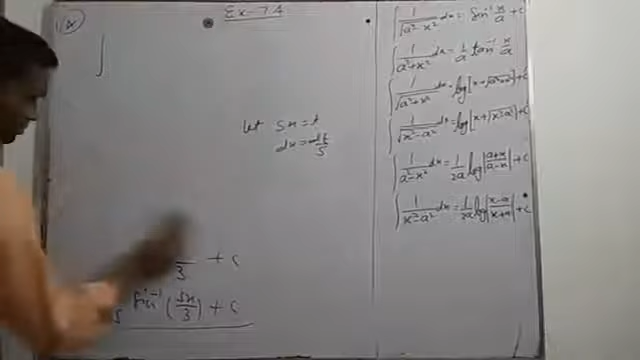 Ex-7.4
∫
let 5x = t
dx = dt/5
3 + c
sin⁻¹(5x/3) + c
∫ 1/√(a²-x²) dx = sin⁻¹ x/a + c
∫ 1/(a²+x²) dx = 1/a tan⁻¹ x/a
∫ 1/√(a²+x²) dx = log|x+√(a²+x²)| + c
∫ 1/√(x²-a²) dx = log|x+√(x²-a²)| + c
∫ 1/(a²-x²) dx = 1/2a log|(a+x)/(a-x)| + c
∫ 1/(x²-a²) dx = 1/2a log|(x-a)/(x+a)| + c